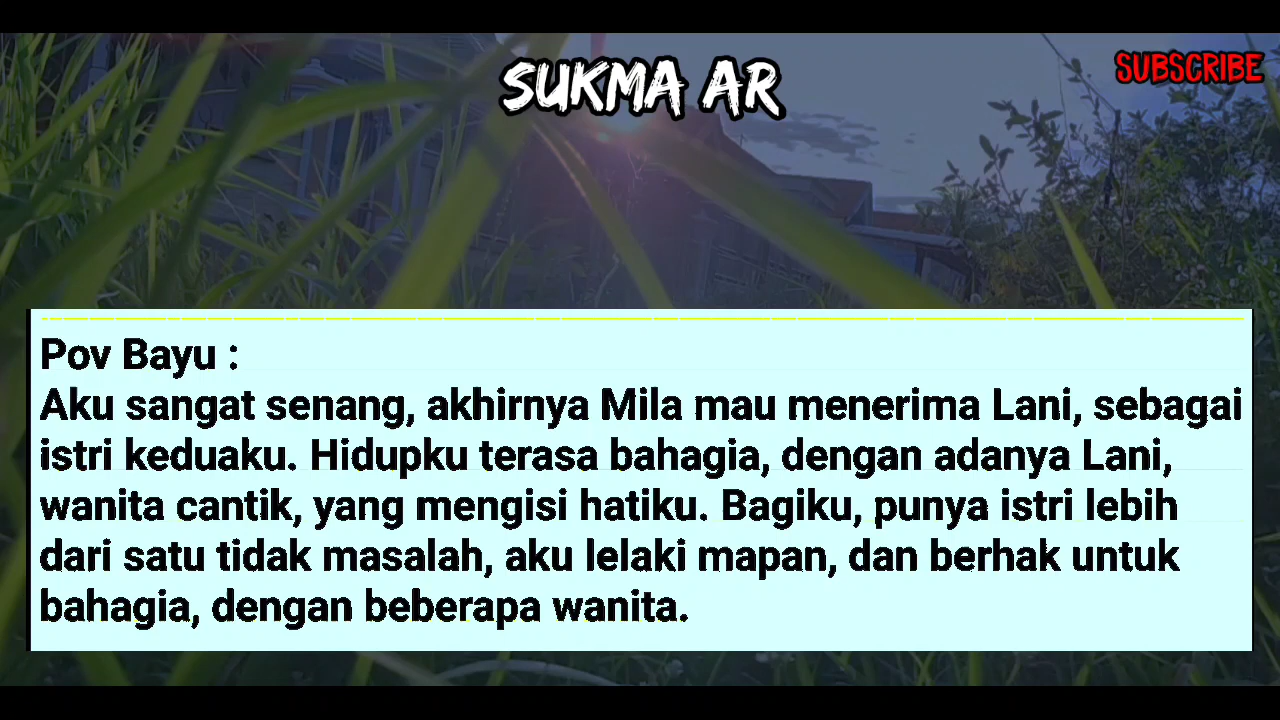 SUKMA AR
SUBSCRIBE
Pov Bayu :
Aku sangat senang, akhirnya Mila mau menerima Lani, sebagai
istri keduaku. Hidupku terasa bahagia, dengan adanya Lani,
wanita cantik, yang mengisi hatiku. Bagiku, punya istri lebih
dari satu tidak masalah, aku lelaki mapan, dan berhak untuk
bahagia, dengan beberapa wanita.